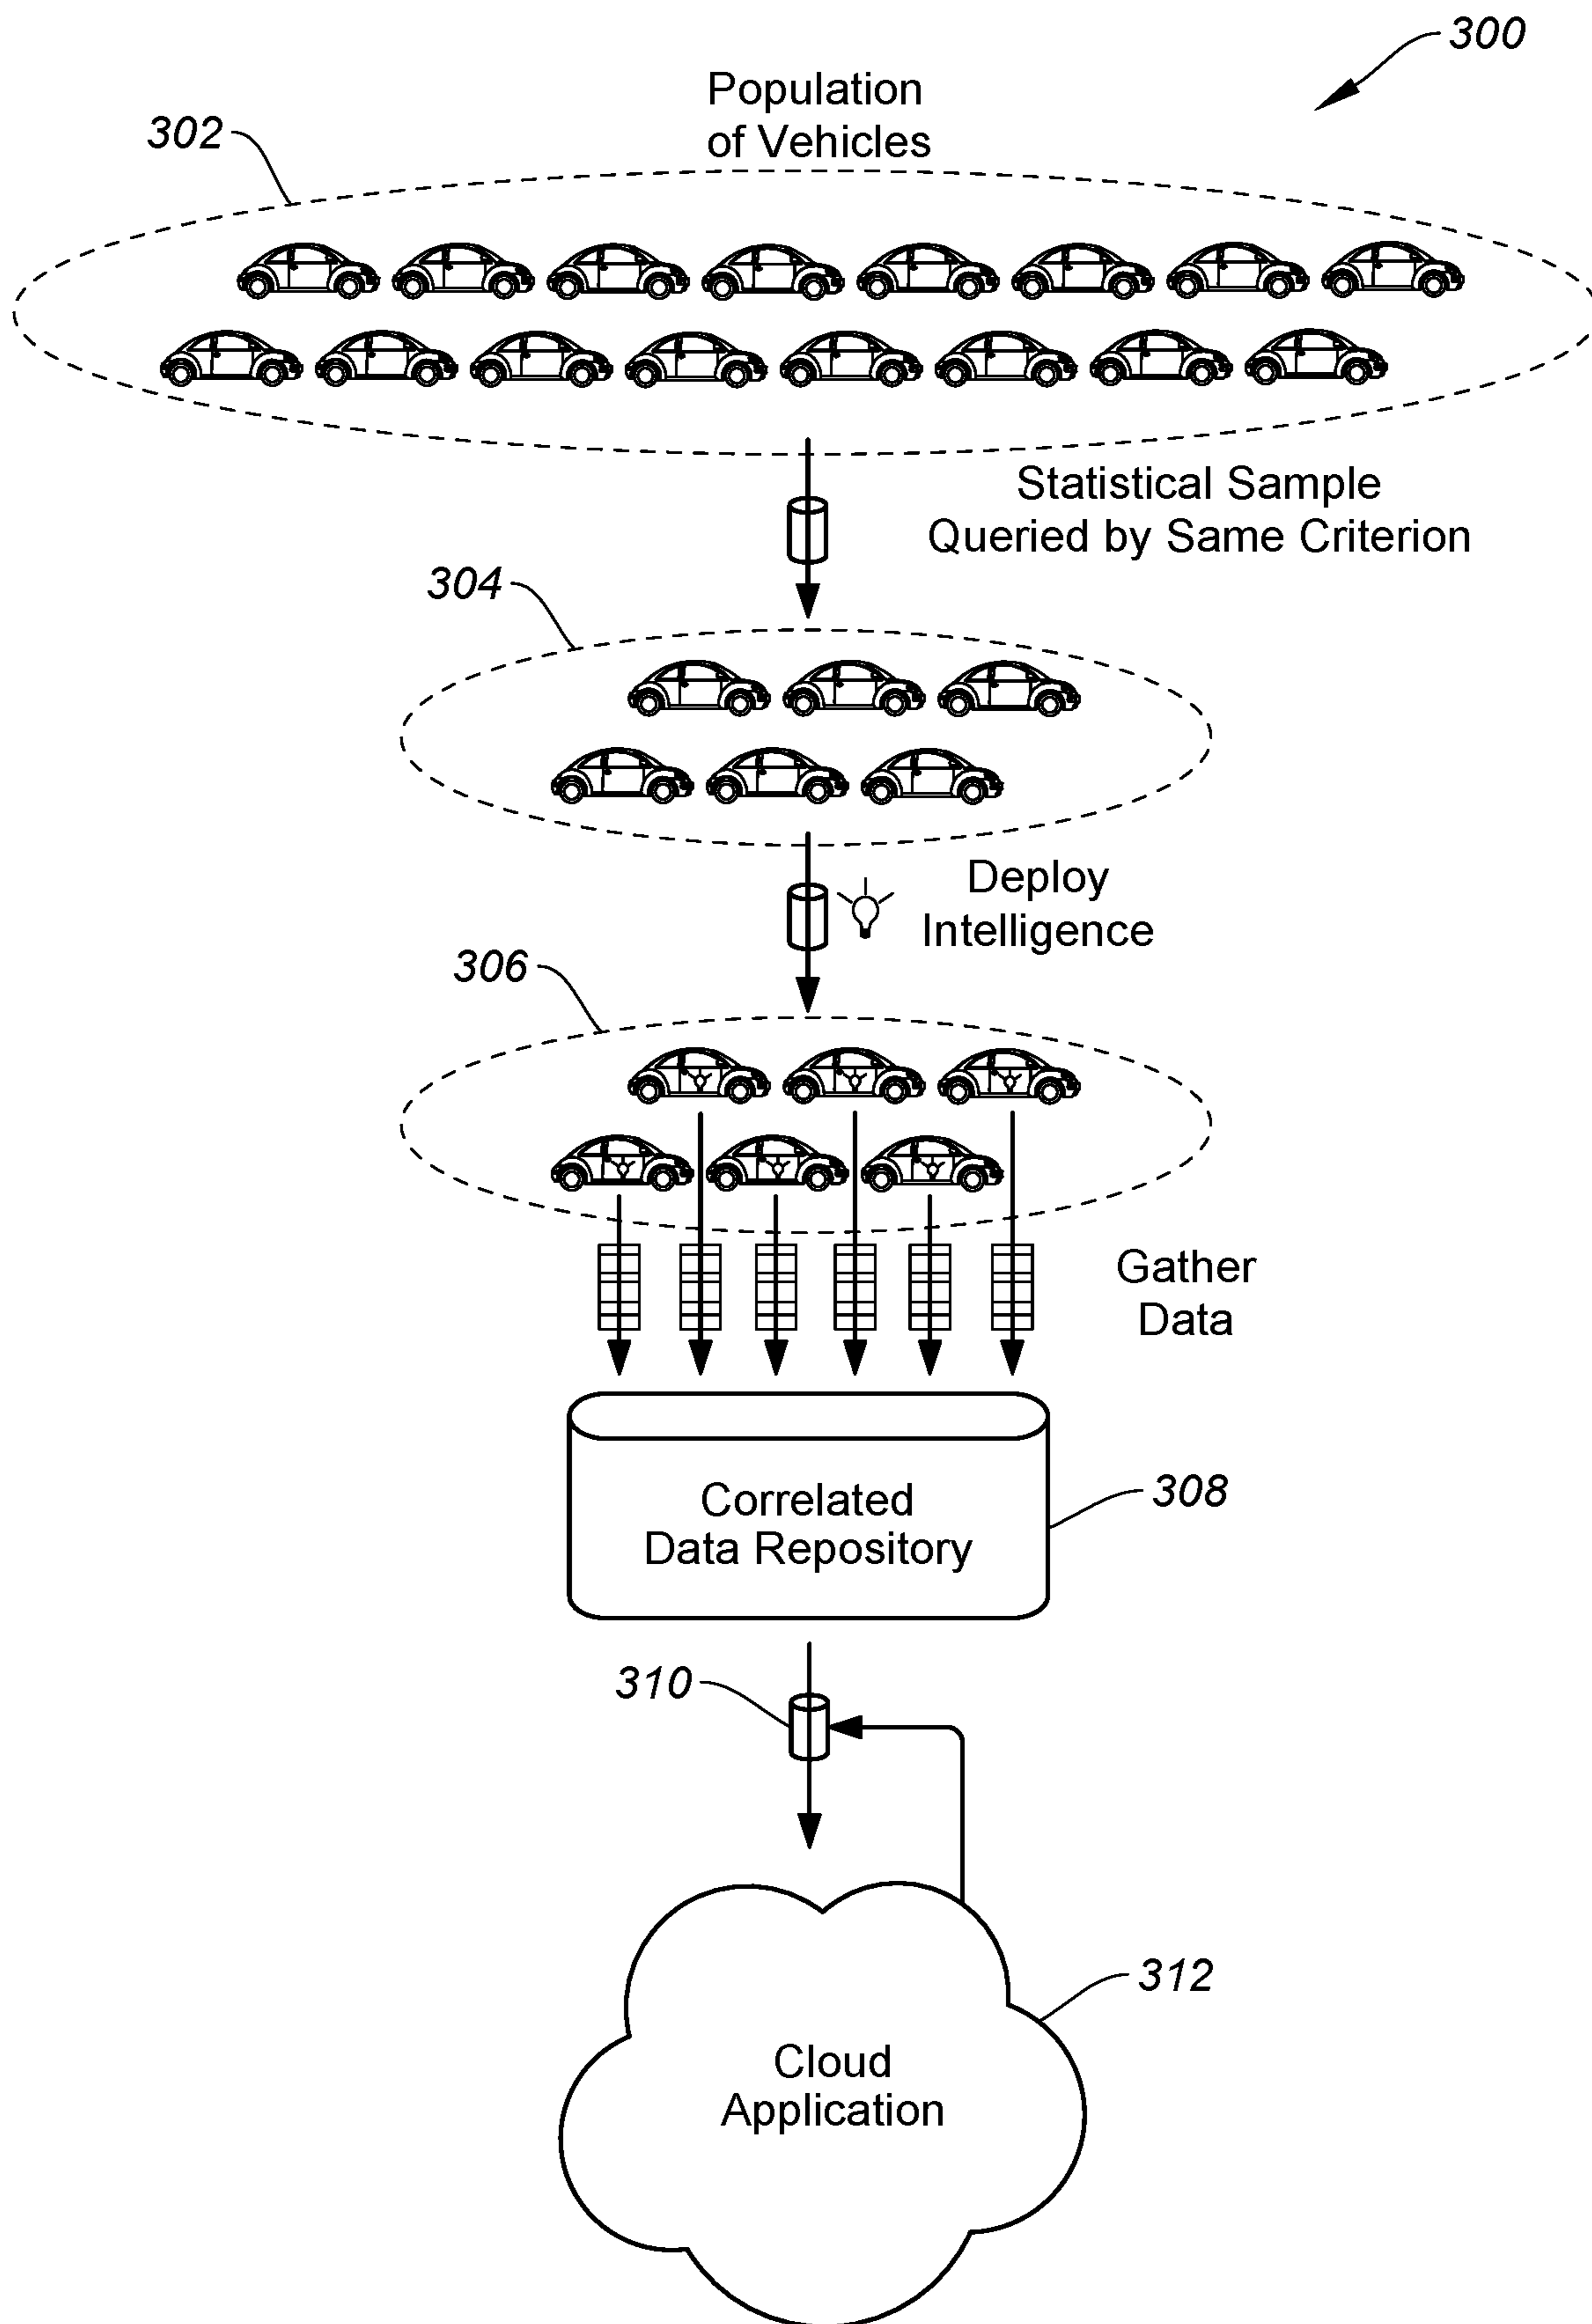 300
Population
of Vehicles
302
Statistical Sample
Queried by Same Criterion
304
Deploy
Intelligence
306
Gather
Data
Correlated
Data Repository
308
310
312
Cloud
Application